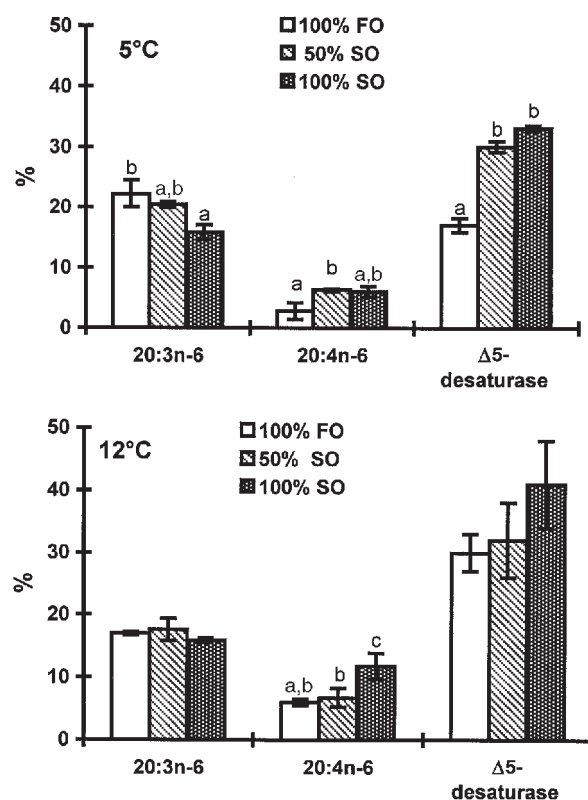 50
40
30
20
10
0
%
5°C
100% FO
50% SO
100% SO
b
a,b
a
a
b
a,b
a
b
b
20:3n-6
20:4n-6
Δ5-
desaturase
50
40
30
20
10
0
%
12°C
100% FO
50% SO
100% SO
a,b
b
c
20:3n-6
20:4n-6
Δ5-
desaturase